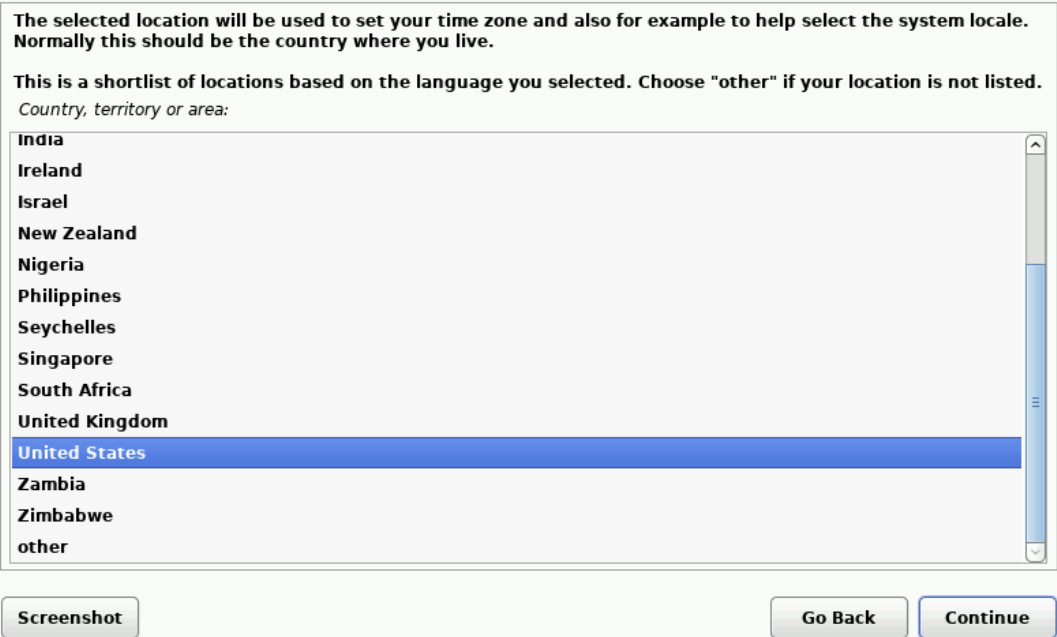 The selected location will be used to set your time zone and also for example to help select the system locale.
Normally this should be the country where you live.
This is a shortlist of locations based on the language you selected. Choose "other" if your location is not listed.
Country, territory or area:
India
Ireland
Israel
New Zealand
Nigeria
Philippines
Seychelles
Singapore
South Africa
United Kingdom
United States
Zambia
Zimbabwe
other
Screenshot
Go Back
Continue